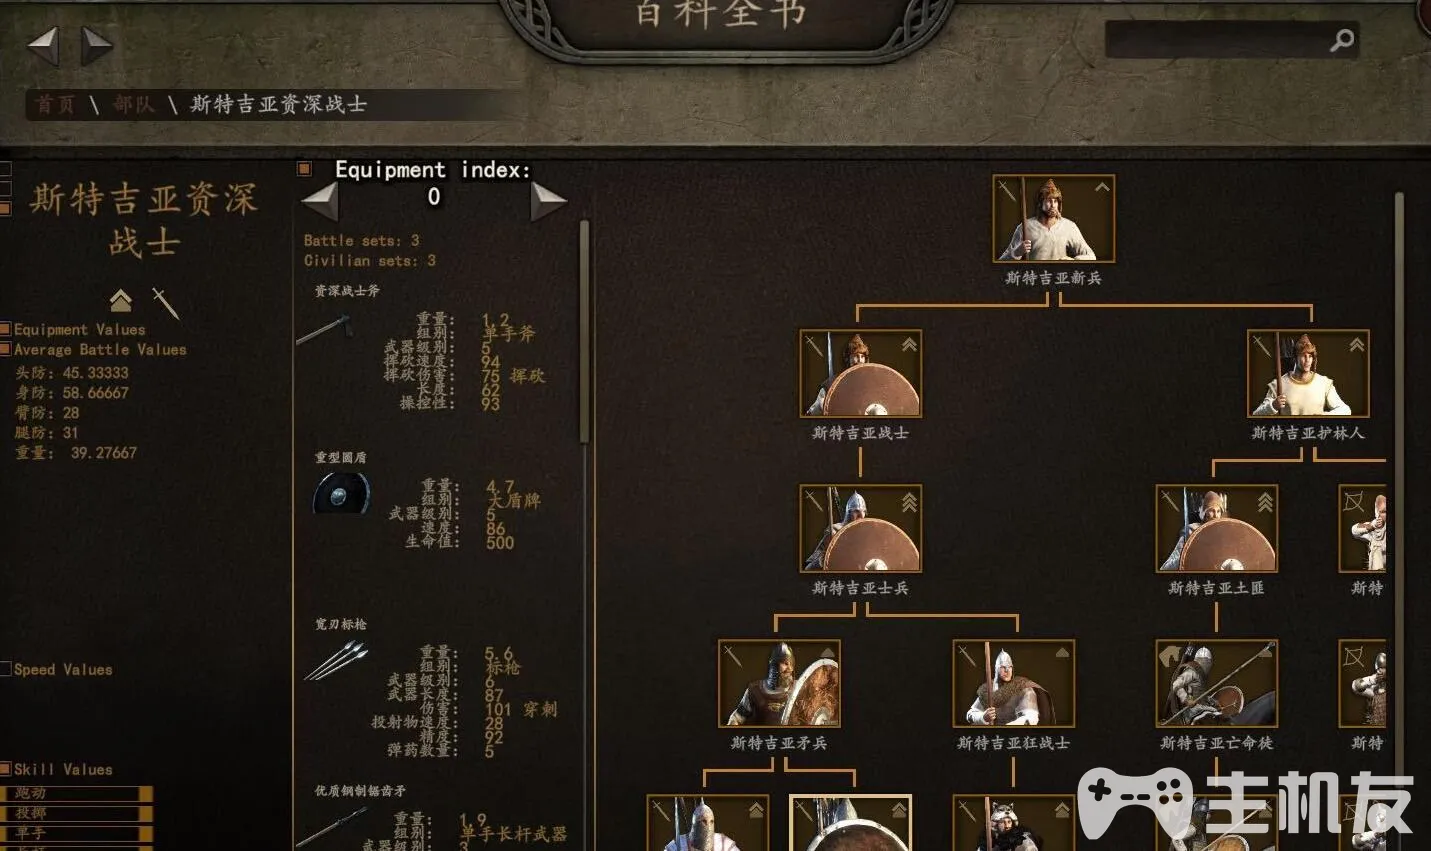 百科全书
首页 \ 部队 \ 斯特吉亚资深战士
斯特吉亚资深
战士
Equipment Values
Average Battle Values
头防: 45.33333
身防: 58.66667
臂防: 28
腿防: 31
重量: 39.27667
Speed Values
Skill Values
跑动
投掷
单手
Equipment index:
0
Battle sets: 3
Civilian sets: 3
资深战士斧
重量: 1.2
组别: 单手斧
武器级别: 5
挥砍速度: 94
挥砍伤害: 75 挥砍
长度: 62
操控性: 93
重型圆盾
重量: 4.7
组别: 大盾牌
武器级别: 5
速度: 86
生命值: 500
宽刃标枪
重量: 5.6
组别: 标枪
武器级别: 6
武器长度: 87
伤害: 101 穿刺
投射物速度: 28
精度: 92
弹药数量: 5
优质钢制锯齿矛
重量: 1.9
组别: 单手长杆武器
武器级别: 3
斯特吉亚新兵
斯特吉亚战士
斯特吉亚护林人
斯特吉亚士兵
斯特吉亚土匪
斯特
斯特吉亚矛兵
斯特吉亚狂战士
斯特吉亚亡命徒
斯特
主机友